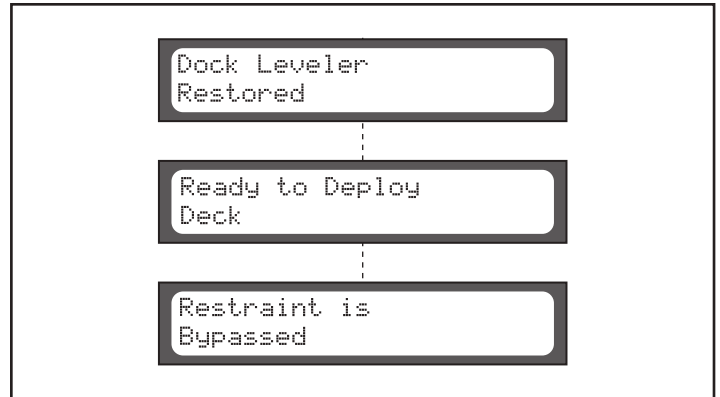 Dock Leveler
Restored
Ready to Deploy
Deck
Restraint is
Bypassed